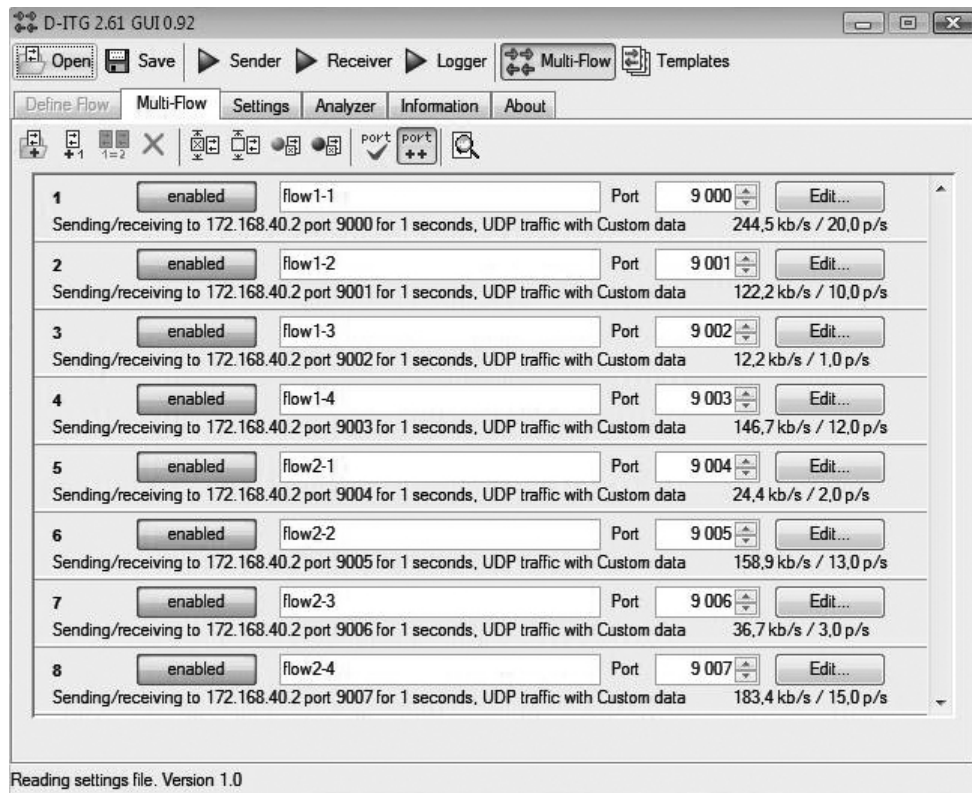 D-ITG 2.61 GUI 0.92
Open Save Sender Receiver Logger Multi-Flow Templates
Define Flow Multi-Flow Settings Analyzer Information About
+1 1=2 port port ++
1 enabled flow1-1 Port 9 000 Edit...
Sending/receiving to 172.168.40.2 port 9000 for 1 seconds, UDP traffic with Custom data 244,5 kb/s / 20,0 p/s
2 enabled flow1-2 Port 9 001 Edit...
Sending/receiving to 172.168.40.2 port 9001 for 1 seconds, UDP traffic with Custom data 122,2 kb/s / 10,0 p/s
3 enabled flow1-3 Port 9 002 Edit...
Sending/receiving to 172.168.40.2 port 9002 for 1 seconds, UDP traffic with Custom data 12,2 kb/s / 1,0 p/s
4 enabled flow1-4 Port 9 003 Edit...
Sending/receiving to 172.168.40.2 port 9003 for 1 seconds, UDP traffic with Custom data 146,7 kb/s / 12,0 p/s
5 enabled flow2-1 Port 9 004 Edit...
Sending/receiving to 172.168.40.2 port 9004 for 1 seconds, UDP traffic with Custom data 24,4 kb/s / 2,0 p/s
6 enabled flow2-2 Port 9 005 Edit...
Sending/receiving to 172.168.40.2 port 9005 for 1 seconds, UDP traffic with Custom data 158,9 kb/s / 13,0 p/s
7 enabled flow2-3 Port 9 006 Edit...
Sending/receiving to 172.168.40.2 port 9006 for 1 seconds, UDP traffic with Custom data 36,7 kb/s / 3,0 p/s
8 enabled flow2-4 Port 9 007 Edit...
Sending/receiving to 172.168.40.2 port 9007 for 1 seconds, UDP traffic with Custom data 183,4 kb/s / 15,0 p/s
Reading settings file. Version 1.0